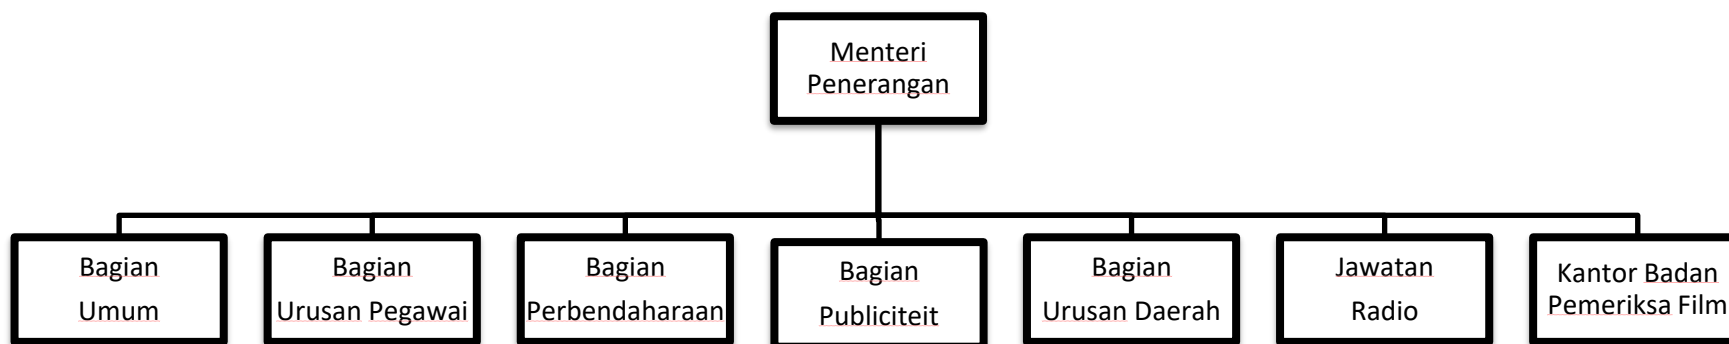 Menteri
Penerangan
Bagian
Umum
Bagian
Urusan Pegawai
Bagian
Perbendaharaan
Bagian
Publiciteit
Bagian
Urusan Daerah
Jawatan
Radio
Kantor Badan
Pemeriksa Film